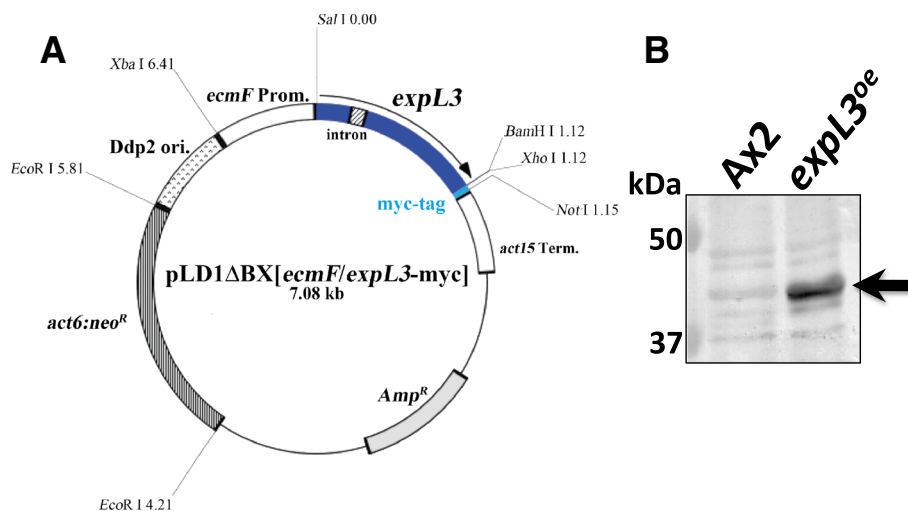 A
Sal I 0.00
Xba I 6.41
ecmF Prom.
expL3
intron
BamH I 1.12
Xho I 1.12
Ddp2 ori.
EcoR I 5.81
myc-tag
Not I 1.15
act15 Term.
pLD1ΔBX[ecmF/expL3-myc]
7.08 kb
act6:neoR
AmpR
EcoR I 4.21
B
Ax2
expL3oe
kDa
50
37